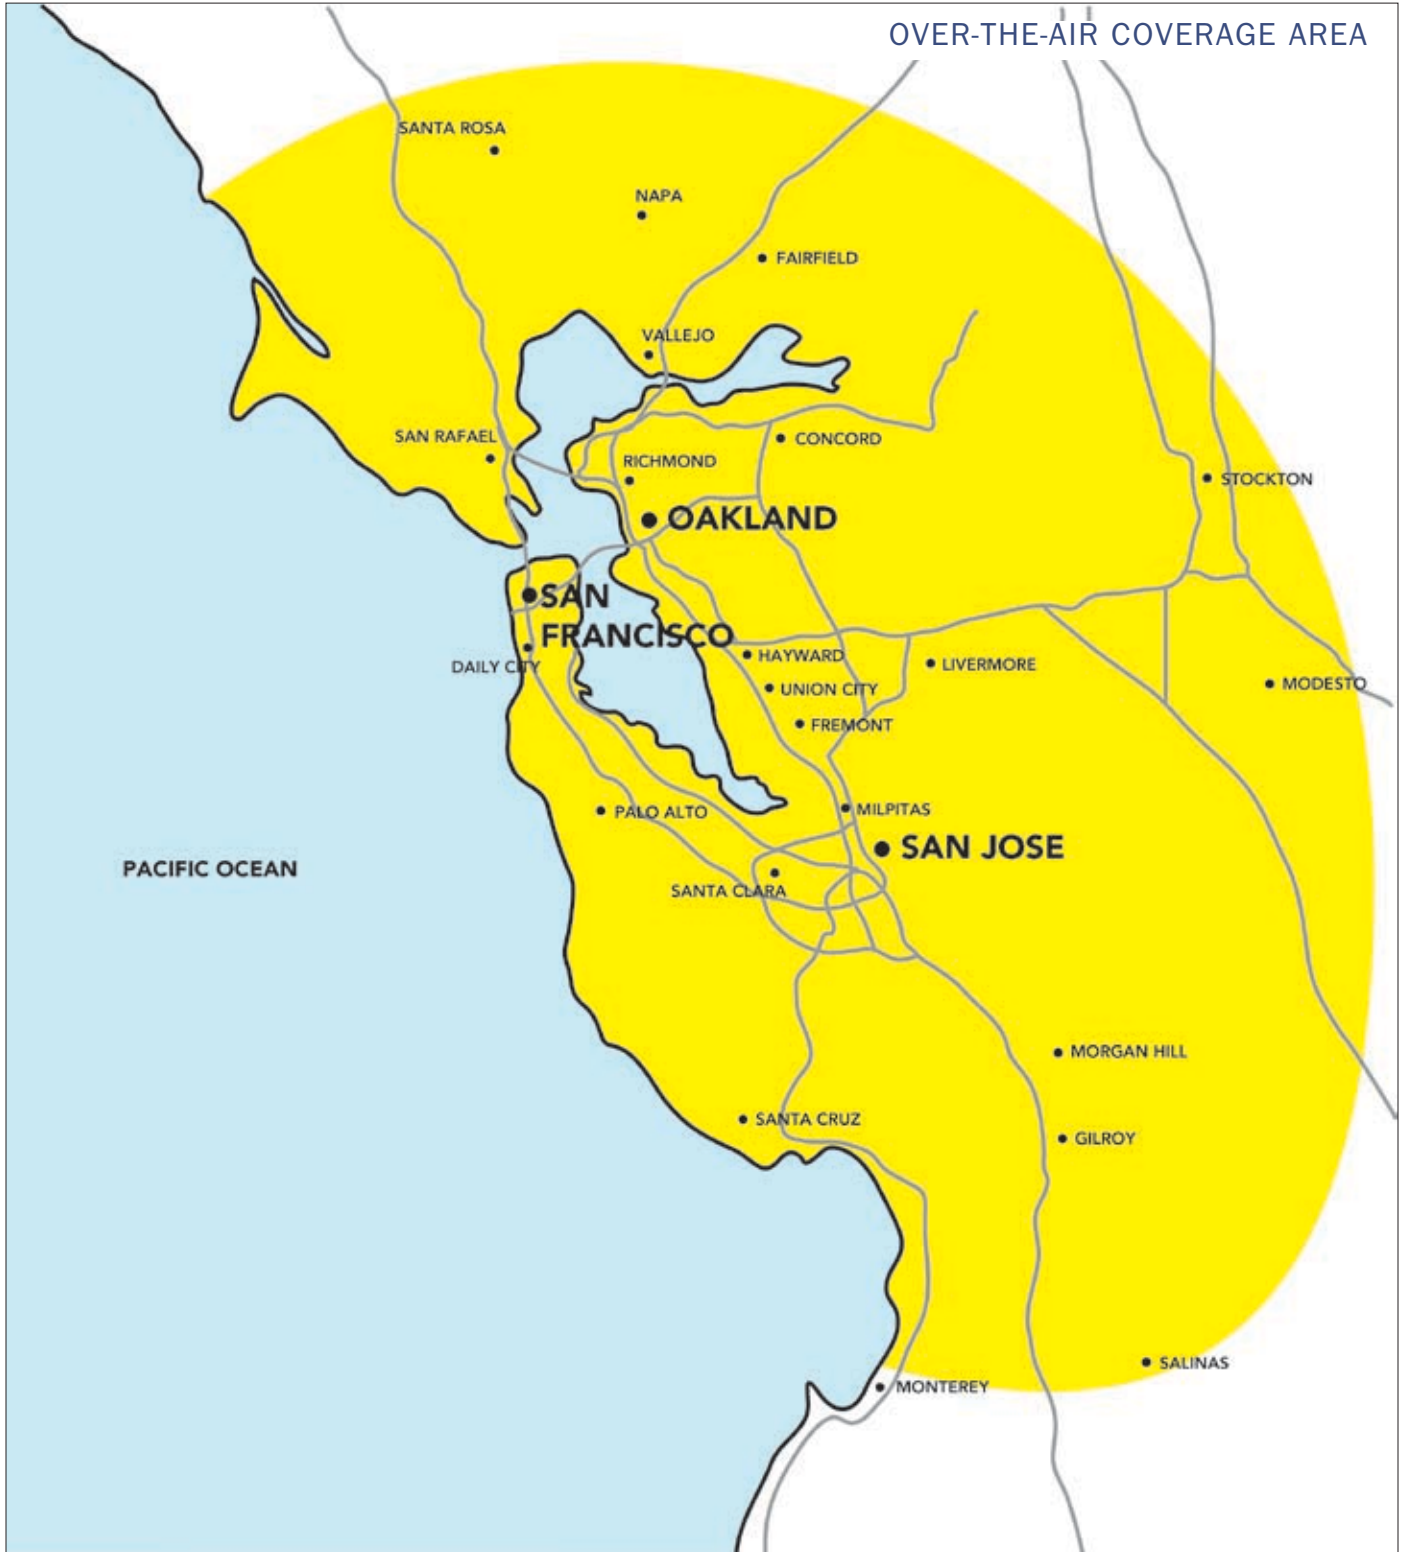 OVER-THE-AIR COVERAGE AREA
SANTA ROSA
NAPA
FAIRFIELD
VALLEJO
SAN RAFAEL
CONCORD
RICHMOND
STOCKTON
OAKLAND
SAN
FRANCISCO
DAILY CITY
HAYWARD
LIVERMORE
UNION CITY
MODESTO
FREMONT
PALO ALTO
MILPITAS
SAN JOSE
PACIFIC OCEAN
SANTA CLARA
MORGAN HILL
SANTA CRUZ
GILROY
SALINAS
MONTEREY